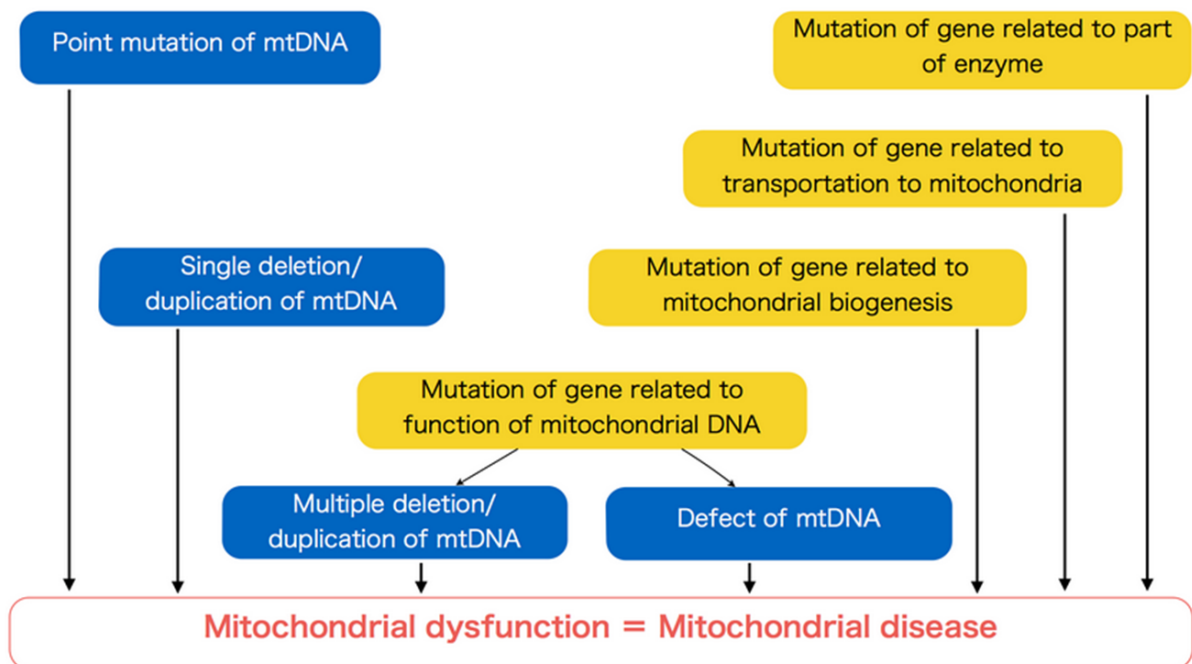 Point mutation of mtDNA
Mutation of gene related to part
of enzyme
Mutation of gene related to
transportation to mitochondria
Single deletion/
duplication of mtDNA
Mutation of gene related to
mitochondrial biogenesis
Mutation of gene related to
function of mitochondrial DNA
Multiple deletion/
duplication of mtDNA
Defect of mtDNA
Mitochondrial dysfunction = Mitochondrial disease